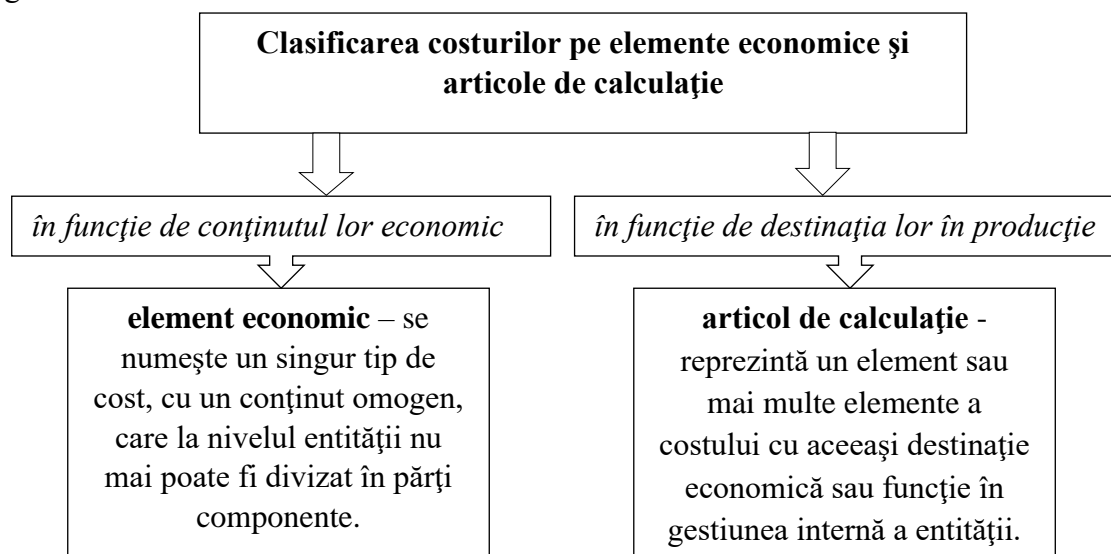 Clasificarea costurilor pe elemente economice şi
articole de calculaţie
în funcţie de conţinutul lor economic
în funcţie de destinaţia lor în producţie
element economic – se
numeşte un singur tip de
cost, cu un conţinut omogen,
care la nivelul entităţii nu
mai poate fi divizat în părţi
componente.
articol de calculaţie -
reprezintă un element sau
mai multe elemente a
costului cu aceeaşi destinaţie
economică sau funcţie în
gestiunea internă a entităţii.